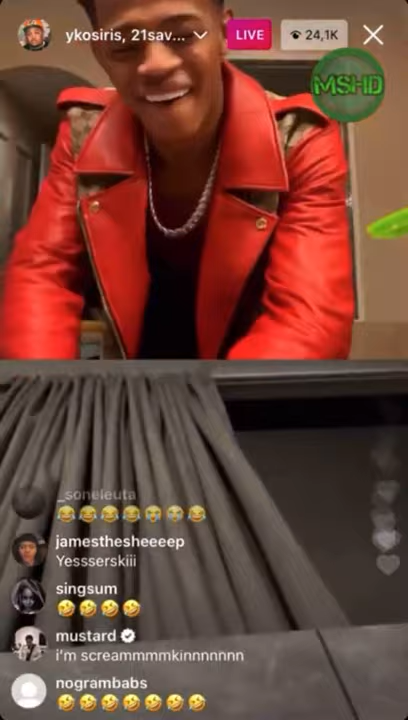 ykosiris, 21sav...
LIVE
24,1K
MSHD
_soneleuta
😂😂😂😂😭😭😂
jamesthesheeeep
Yessserskiii
singsum
🤣🤣🤣🤣
mustard
i'm screammmmkinnnnnnn
nogrambabs
🤣🤣🤣🤣🤣🤣🤣